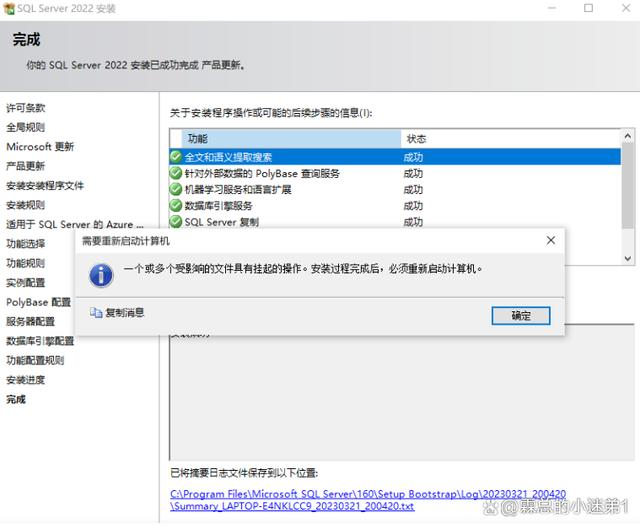 SQL Server 2022 安装
完成
你的 SQL Server 2022 安装已成功完成 产品更新。
许可条款
全局规则
Microsoft 更新
产品更新
安装安装程序文件
安装规则
适用于 SQL Server 的 Azure ...
功能选择
功能规则
实例配置
PolyBase 配置
服务器配置
数据库引擎配置
功能配置规则
安装进度
完成
关于安装程序操作或可能的后续步骤的信息(I):
功能 状态
全文和语义提取搜索 成功
针对外部数据的 PolyBase 查询服务 成功
机器学习服务和语言扩展 成功
数据库引擎服务 成功
SQL Server 复制 成功
需要重新启动计算机
一个或多个受影响的文件具有挂起的操作。安装过程完成后，必须重新启动计算机。
复制消息
确定
已将摘要日志文件保存到以下位置:
C:\Program Files\Microsoft SQL Server\160\Setup Bootstrap\Log\20230321_200420
\Summary_LAPTOP-E4NKLCC9_20230321_200420.txt
@霖忘的小迷弟1